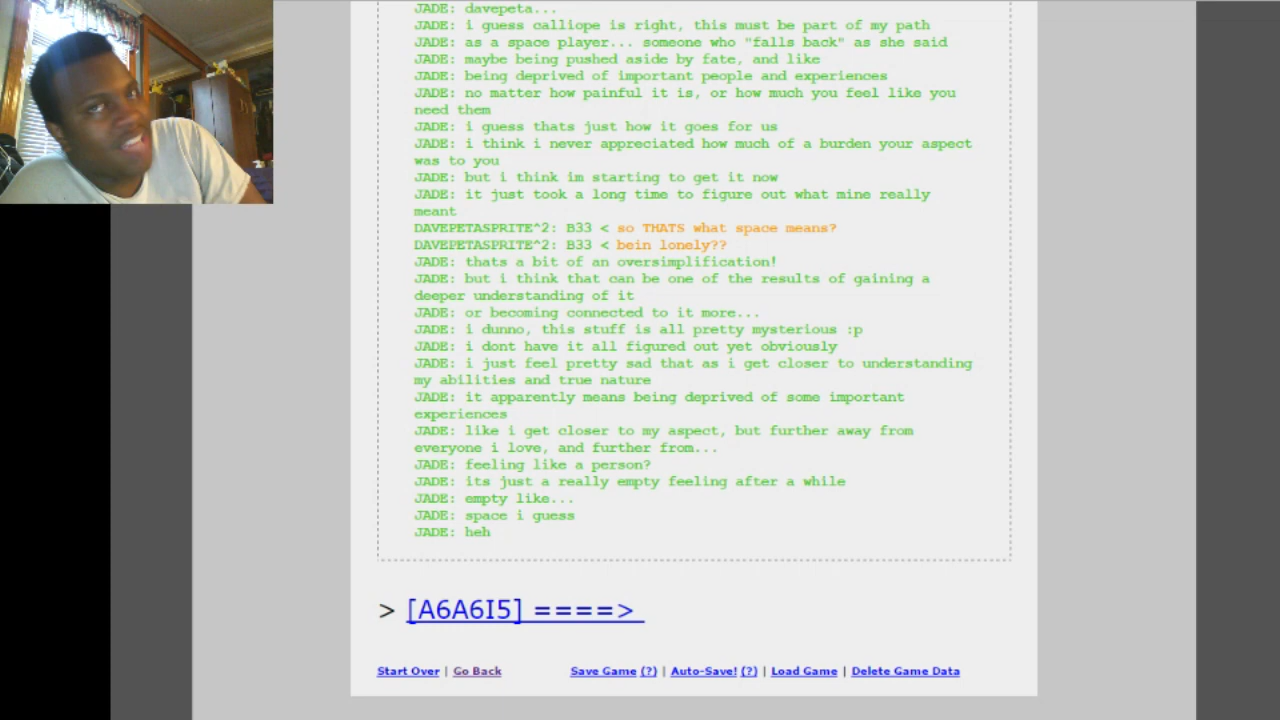 JADE: davepeta...
JADE: i guess calliope is right, this must be part of my path
JADE: as a space player... someone who "falls back" as she said
JADE: maybe being pushed aside by fate, and like
JADE: being deprived of important people and experiences
JADE: no matter how painful it is, or how much you feel like you
need them
JADE: i guess thats just how it goes for us
JADE: i think i never appreciated how much of a burden your aspect
was to you
JADE: but i think im starting to get it now
JADE: it just took a long time to figure out what mine really
meant
DAVEPETASPRITE^2: B33 < so THATS what space means?
DAVEPETASPRITE^2: B33 < bein lonely??
JADE: thats a bit of an oversimplification!
JADE: but i think that can be one of the results of gaining a
deeper understanding of it
JADE: or becoming connected to it more...
JADE: i dunno, this stuff is all pretty mysterious :p
JADE: i dont have it all figured out yet obviously
JADE: i just feel pretty sad that as i get closer to understanding
my abilities and true nature
JADE: it apparently means being deprived of some important
experiences
JADE: like i get closer to my aspect, but further away from
everyone i love, and further from...
JADE: feeling like a person?
JADE: its just a really empty feeling after a while
JADE: empty like...
JADE: space i guess
JADE: heh
> [A6A6I5] ====>
Start Over | Go Back Save Game (?) | Auto-Save! (?) | Load Game | Delete Game Data